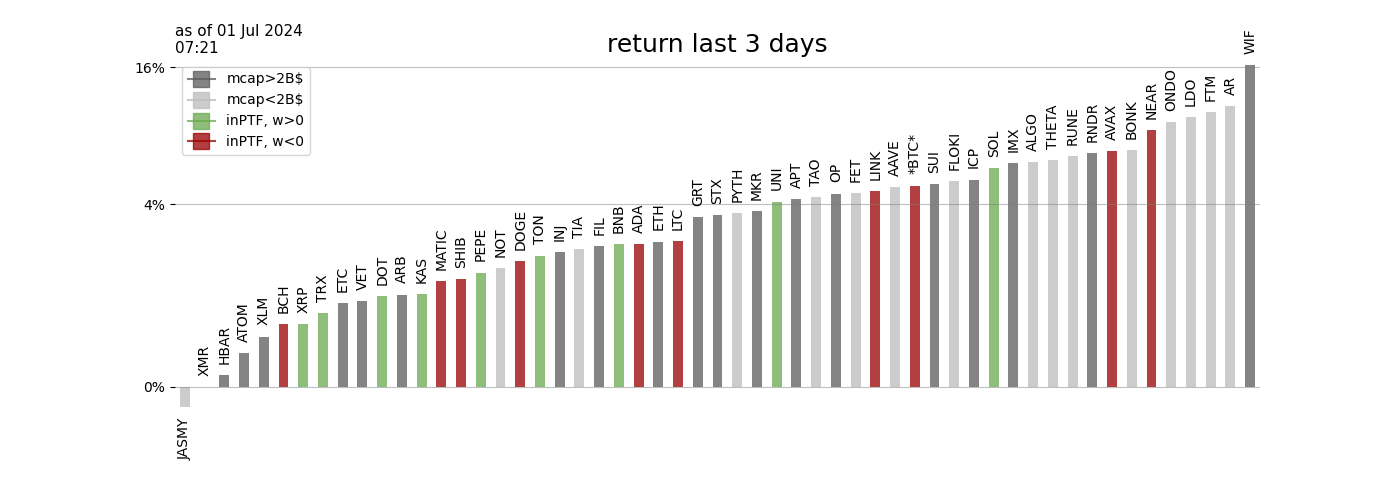 as of 01 Jul 2024
07:21
return last 3 days
16%
4%
0%
mcap>2B$
mcap<2B$
inPTF, w>0
inPTF, w<0
JASMY
XMR
HBAR
ATOM
XLM
BCH
XRP
TRX
ETC
VET
DOT
ARB
KAS
MATIC
SHIB
PEPE
NOT
DOGE
TON
INJ
TIA
FIL
BNB
ADA
ETH
LTC
GRT
STX
PYTH
MKR
UNI
APT
TAO
OP
FET
LINK
AAVE
*BTC*
SUI
FLOKI
ICP
SOL
IMX
ALGO
THETA
RUNE
RNDR
AVAX
BONK
NEAR
ONDO
LDO
FTM
AR
WIF